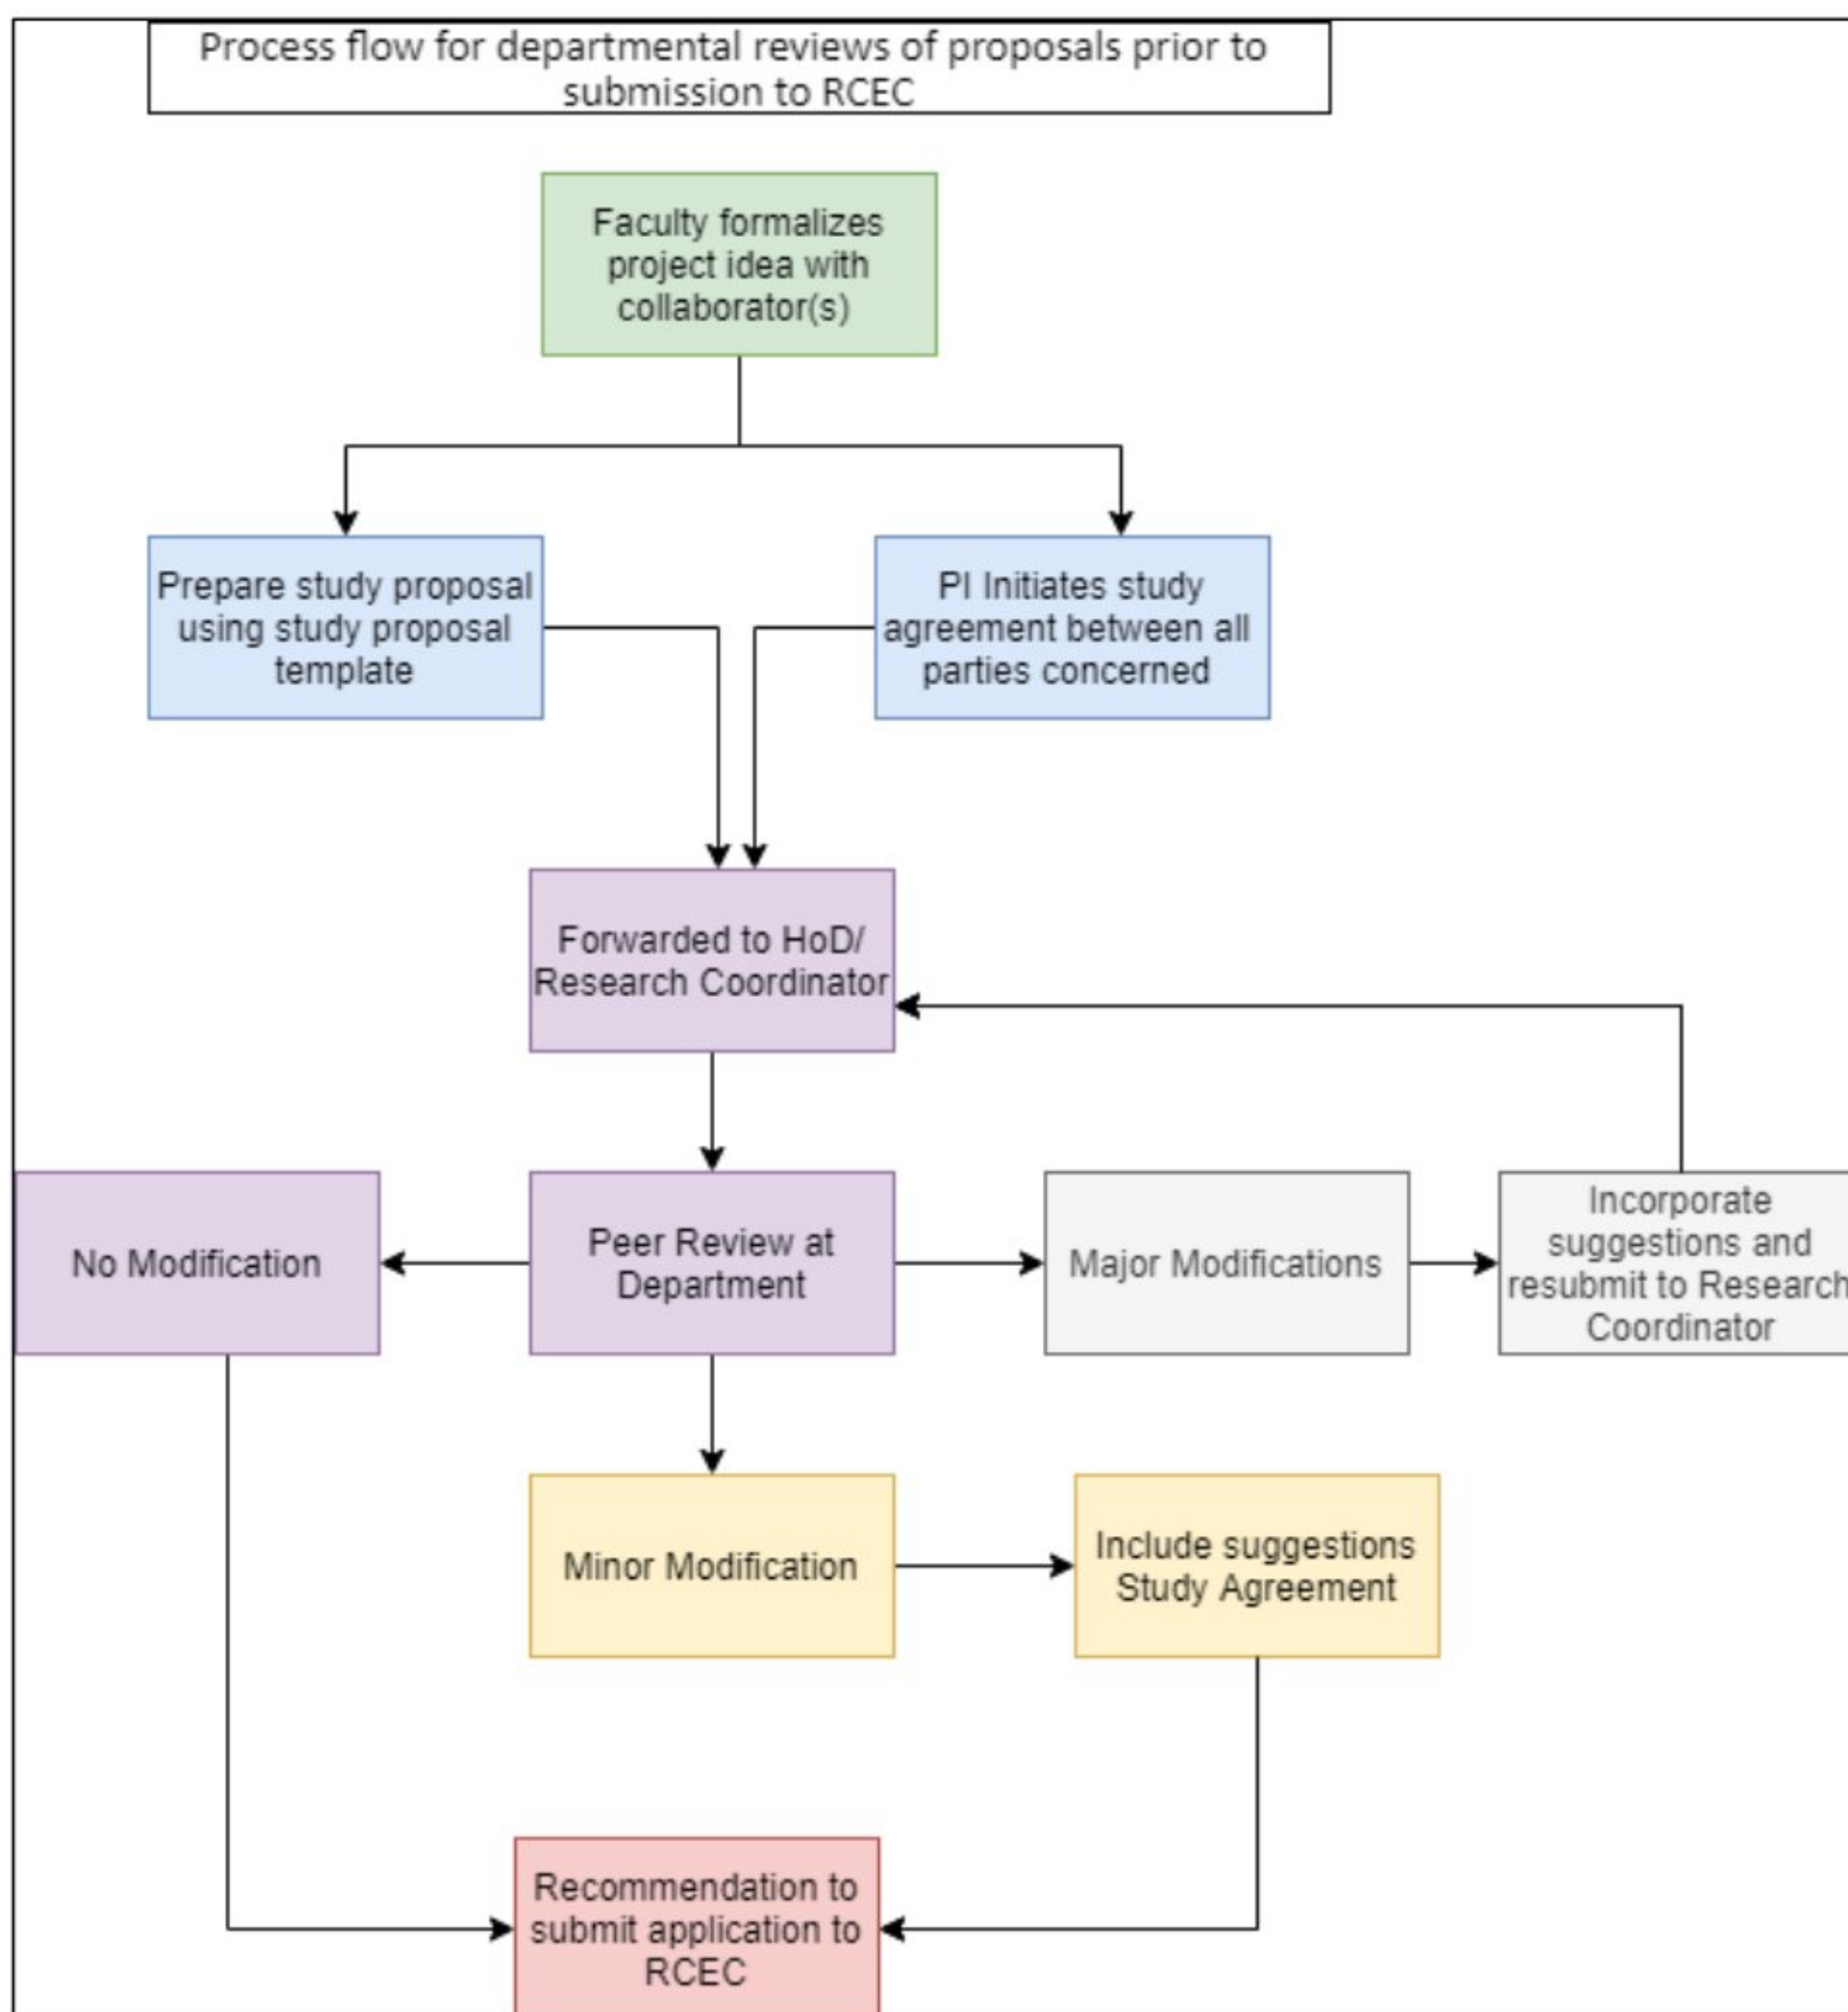 Process flow for departmental reviews of proposals prior to
submission to RCEC
Faculty formalizes
project idea with
collaborator(s)
Prepare study proposal
using study proposal
template
PI Initiates study
agreement between all
parties concerned
Forwarded to HoD/
Research Coordinator
No Modification
Peer Review at
Department
Major Modifications
Incorporate
suggestions and
resubmit to Research
Coordinator
Minor Modification
Include suggestions
Study Agreement
Recommendation to
submit application to
RCEC